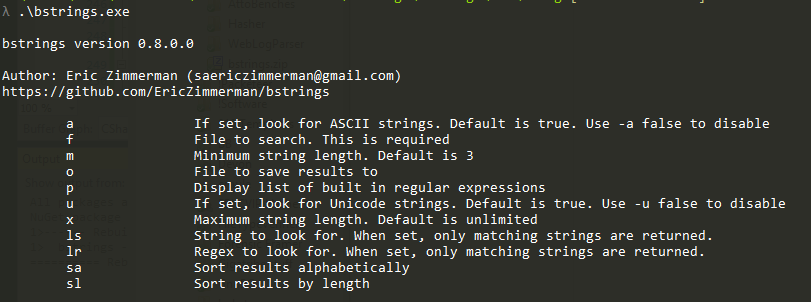 λ .\bstrings.exe
bstrings version 0.8.0.0
Author: Eric Zimmerman (saericzimmerman@gmail.com)
https://github.com/EricZimmerman/bstrings
a If set, look for ASCII strings. Default is true. Use -a false to disable
f File to search. This is required
m Minimum string length. Default is 3
o File to save results to
p Display list of built in regular expressions
u If set, look for Unicode strings. Default is true. Use -u false to disable
x Maximum string length. Default is unlimited
ls String to look for. When set, only matching strings are returned.
lr Regex to look for. When set, only matching strings are returned.
sa Sort results alphabetically
sl Sort results by length